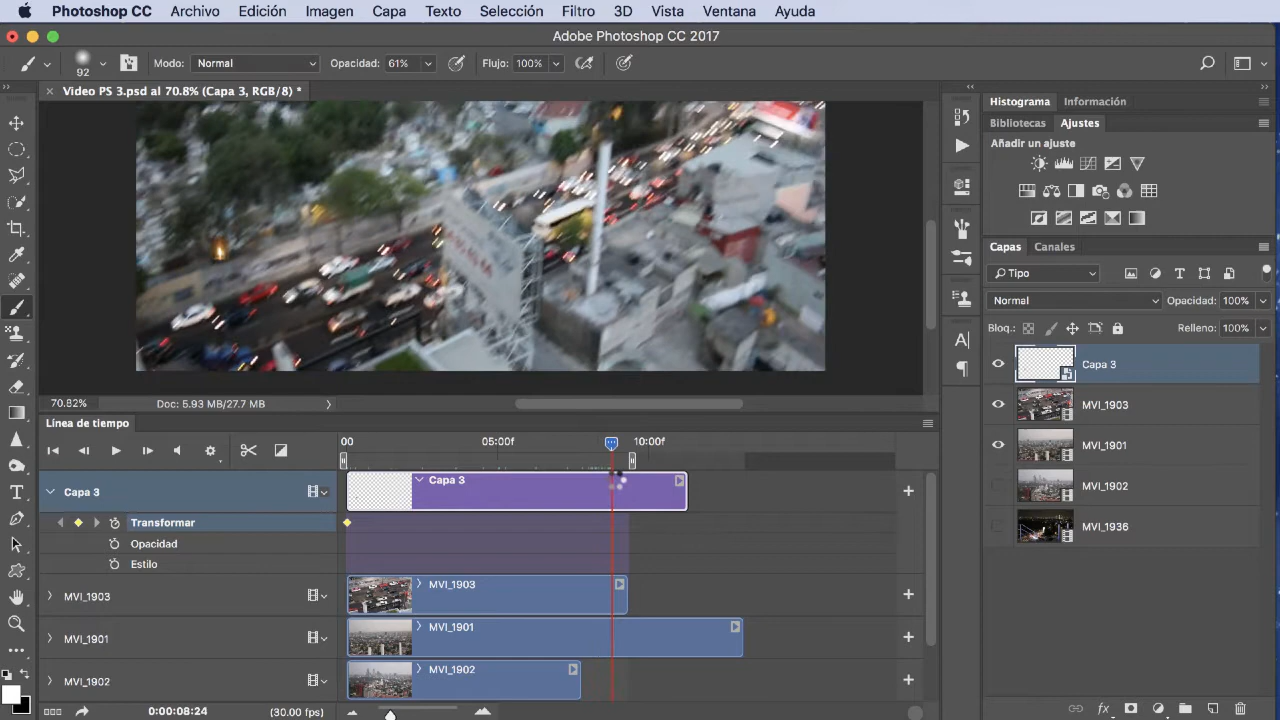 Photoshop CC Archivo Edición Imagen Capa Texto Selección Filtro 3D Vista Ventana Ayuda
Adobe Photoshop CC 2017
92 Modo: Normal Opacidad: 61% Flujo: 100%
× Video PS 3.psd al 70.8% (Capa 3, RGB/8) *
Histograma Información
Bibliotecas Ajustes
Añadir un ajuste
Capas Canales
Tipo
Normal Opacidad: 100%
Bloq.: Relleno: 100%
Capa 3
MVI_1903
MVI_1901
MVI_1902
MVI_1936
70.82% Doc: 5.93 MB/27.7 MB
Línea de tiempo
00 05:00f 10:00f
Capa 3 Capa 3
Transformar
Opacidad
Estilo
MVI_1903 MVI_1903
MVI_1901 MVI_1901
MVI_1902 MVI_1902
0:00:08:24 (30.00 fps)